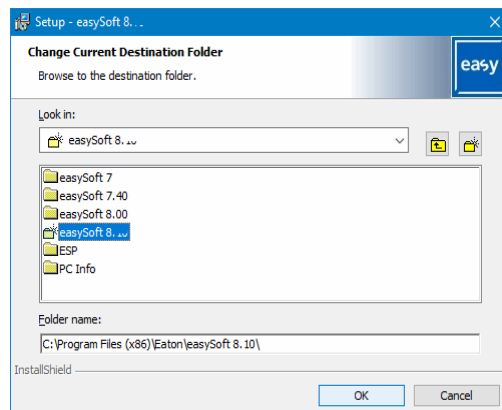 Setup - easySoft 8. . .
Change Current Destination Folder
Browse to the destination folder.
easy
Look in:
easySoft 8.
easySoft 7
easySoft 7.40
easySoft 8.00
easySoft 8.
ESP
PC Info
Folder name:
C:\Program Files (x86)\Eaton\easySoft 8.10\
InstallShield
OK
Cancel